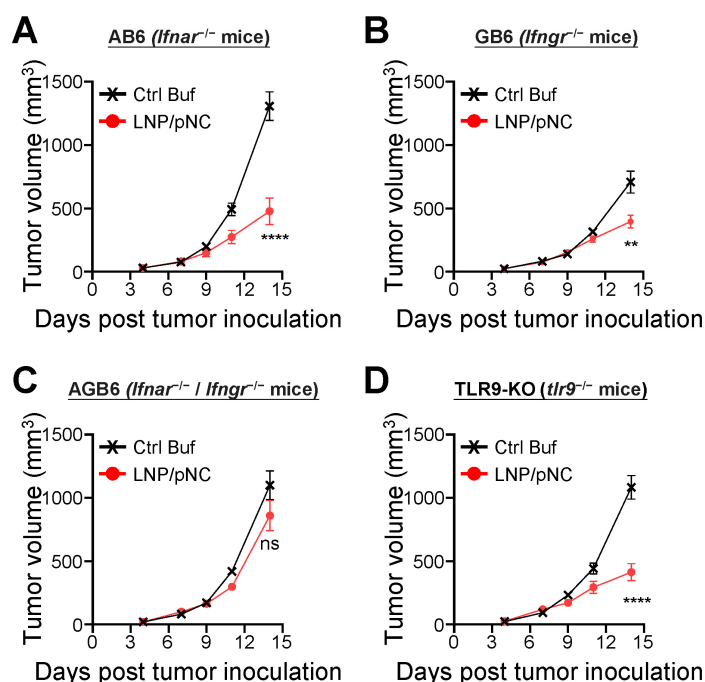 A
AB6 (Ifnar⁻/⁻ mice)
Tumor volume (mm³)
1500
1000
500
0
Ctrl Buf
LNP/pNC
****
0 3 6 9 12 15
Days post tumor inoculation
B
GB6 (Ifngr⁻/⁻ mice)
Tumor volume (mm³)
1500
1000
500
0
Ctrl Buf
LNP/pNC
**
0 3 6 9 12 15
Days post tumor inoculation
C
AGB6 (Ifnar⁻/⁻ / Ifngr⁻/⁻ mice)
Tumor volume (mm³)
1500
1000
500
0
Ctrl Buf
LNP/pNC
ns
0 3 6 9 12 15
Days post tumor inoculation
D
TLR9-KO (tlr9⁻/⁻ mice)
Tumor volume (mm³)
1500
1000
500
0
Ctrl Buf
LNP/pNC
****
0 3 6 9 12 15
Days post tumor inoculation